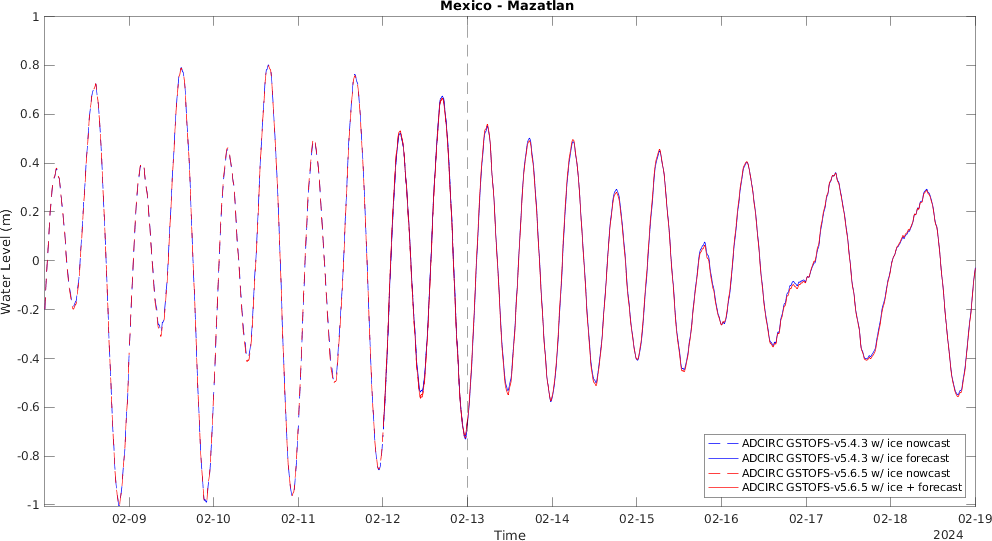 Mexico - Mazatlan
1
0.8
0.6
0.4
0.2
0
-0.2
-0.4
-0.6
-0.8
-1
Water Level (m)
ADCIRC GSTOFS-v5.4.3 w/ ice nowcast
ADCIRC GSTOFS-v5.4.3 w/ ice forecast
ADCIRC GSTOFS-v5.6.5 w/ ice nowcast
ADCIRC GSTOFS-v5.6.5 w/ ice + forecast
02-09 02-10 02-11 02-12 02-13 02-14 02-15 02-16 02-17 02-18 02-19
Time
2024